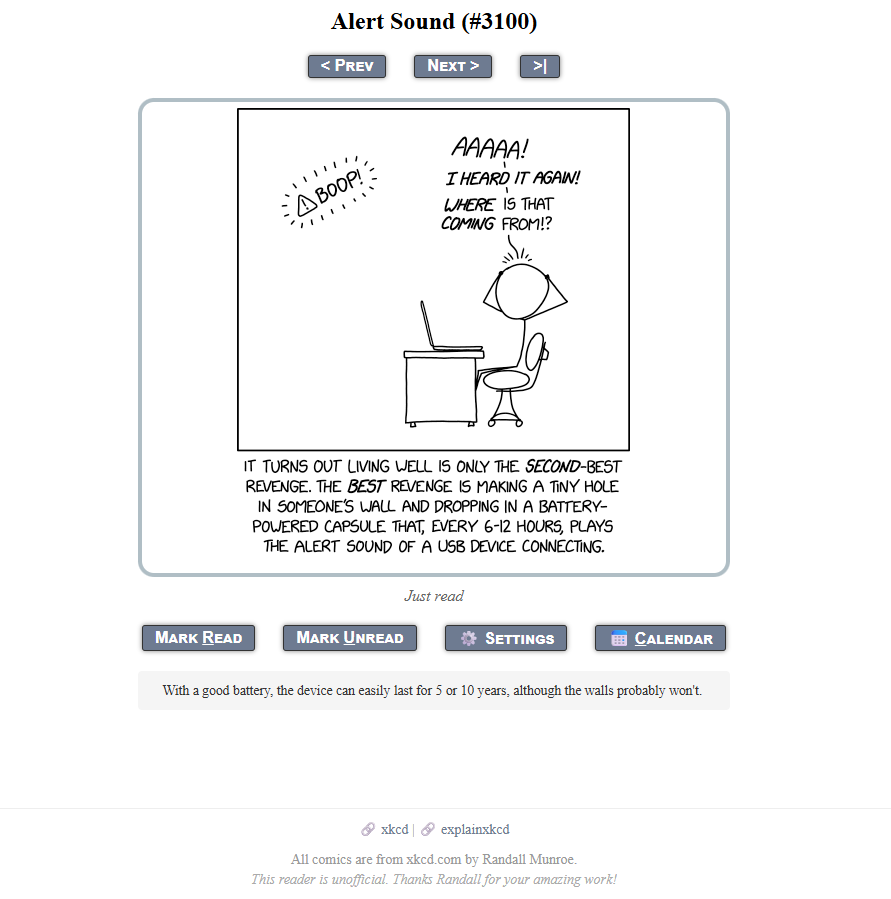 Alert Sound (#3100)
< Prev Next > >|
BOOP!
AAAAA!
I HEARD IT AGAIN!
WHERE IS THAT
COMING FROM!?
IT TURNS OUT LIVING WELL IS ONLY THE SECOND-BEST
REVENGE. THE BEST REVENGE IS MAKING A TINY HOLE
IN SOMEONE'S WALL AND DROPPING IN A BATTERY-
POWERED CAPSULE THAT, EVERY 6-12 HOURS, PLAYS
THE ALERT SOUND OF A USB DEVICE CONNECTING.
Just read
Mark Read Mark Unread Settings Calendar
With a good battery, the device can easily last for 5 or 10 years, although the walls probably won't.
xkcd | explainxkcd
All comics are from xkcd.com by Randall Munroe.
This reader is unofficial. Thanks Randall for your amazing work!